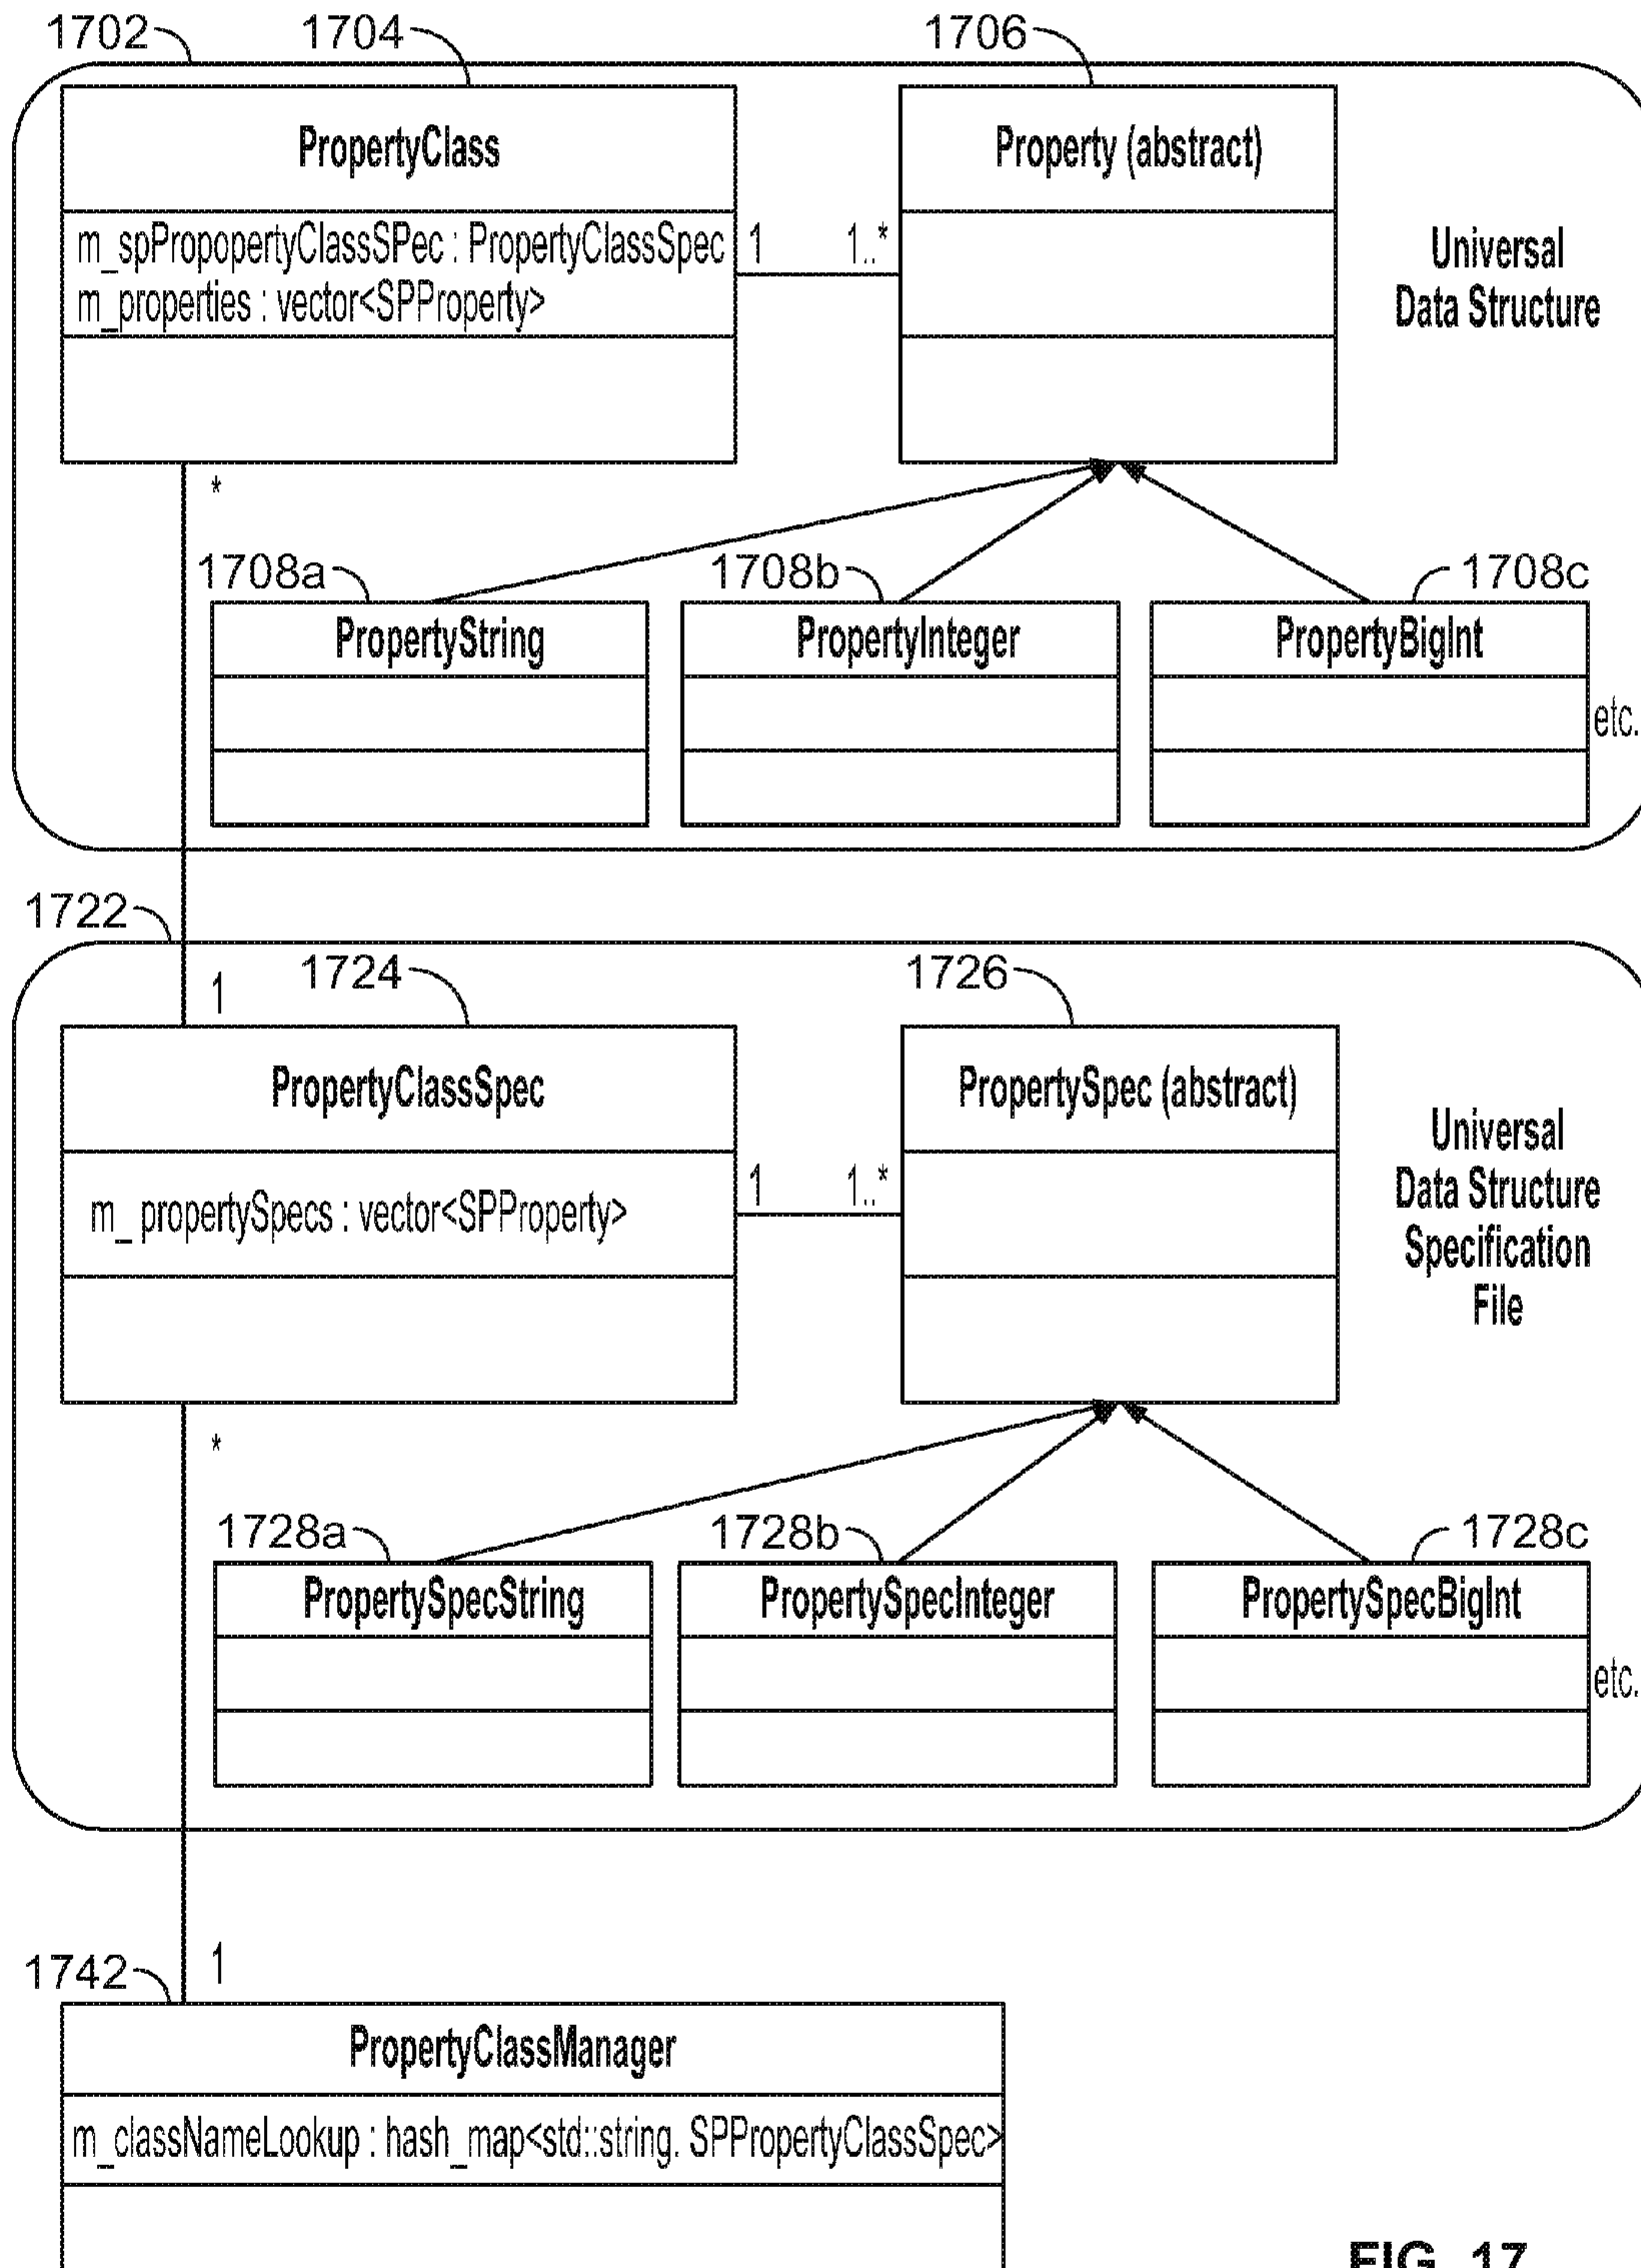 1702
1704
1706
PropertyClass
Property (abstract)
m_spPropopertyClassSPec : PropertyClassSpec
m_properties : vector<SPProperty>
1
1..*
Universal
Data Structure
*
1708a
1708b
1708c
PropertyString
PropertyInteger
PropertyBigInt
etc.
1722
1
1724
1726
PropertyClassSpec
PropertySpec (abstract)
m_ propertySpecs : vector<SPProperty>
1
1..*
Universal
Data Structure
Specification
File
*
1728a
1728b
1728c
PropertySpecString
PropertySpecInteger
PropertySpecBigInt
etc.
1742
1
PropertyClassManager
m_classNameLookup : hash_map<std::string. SPPropertyClassSpec>
FIG. 17